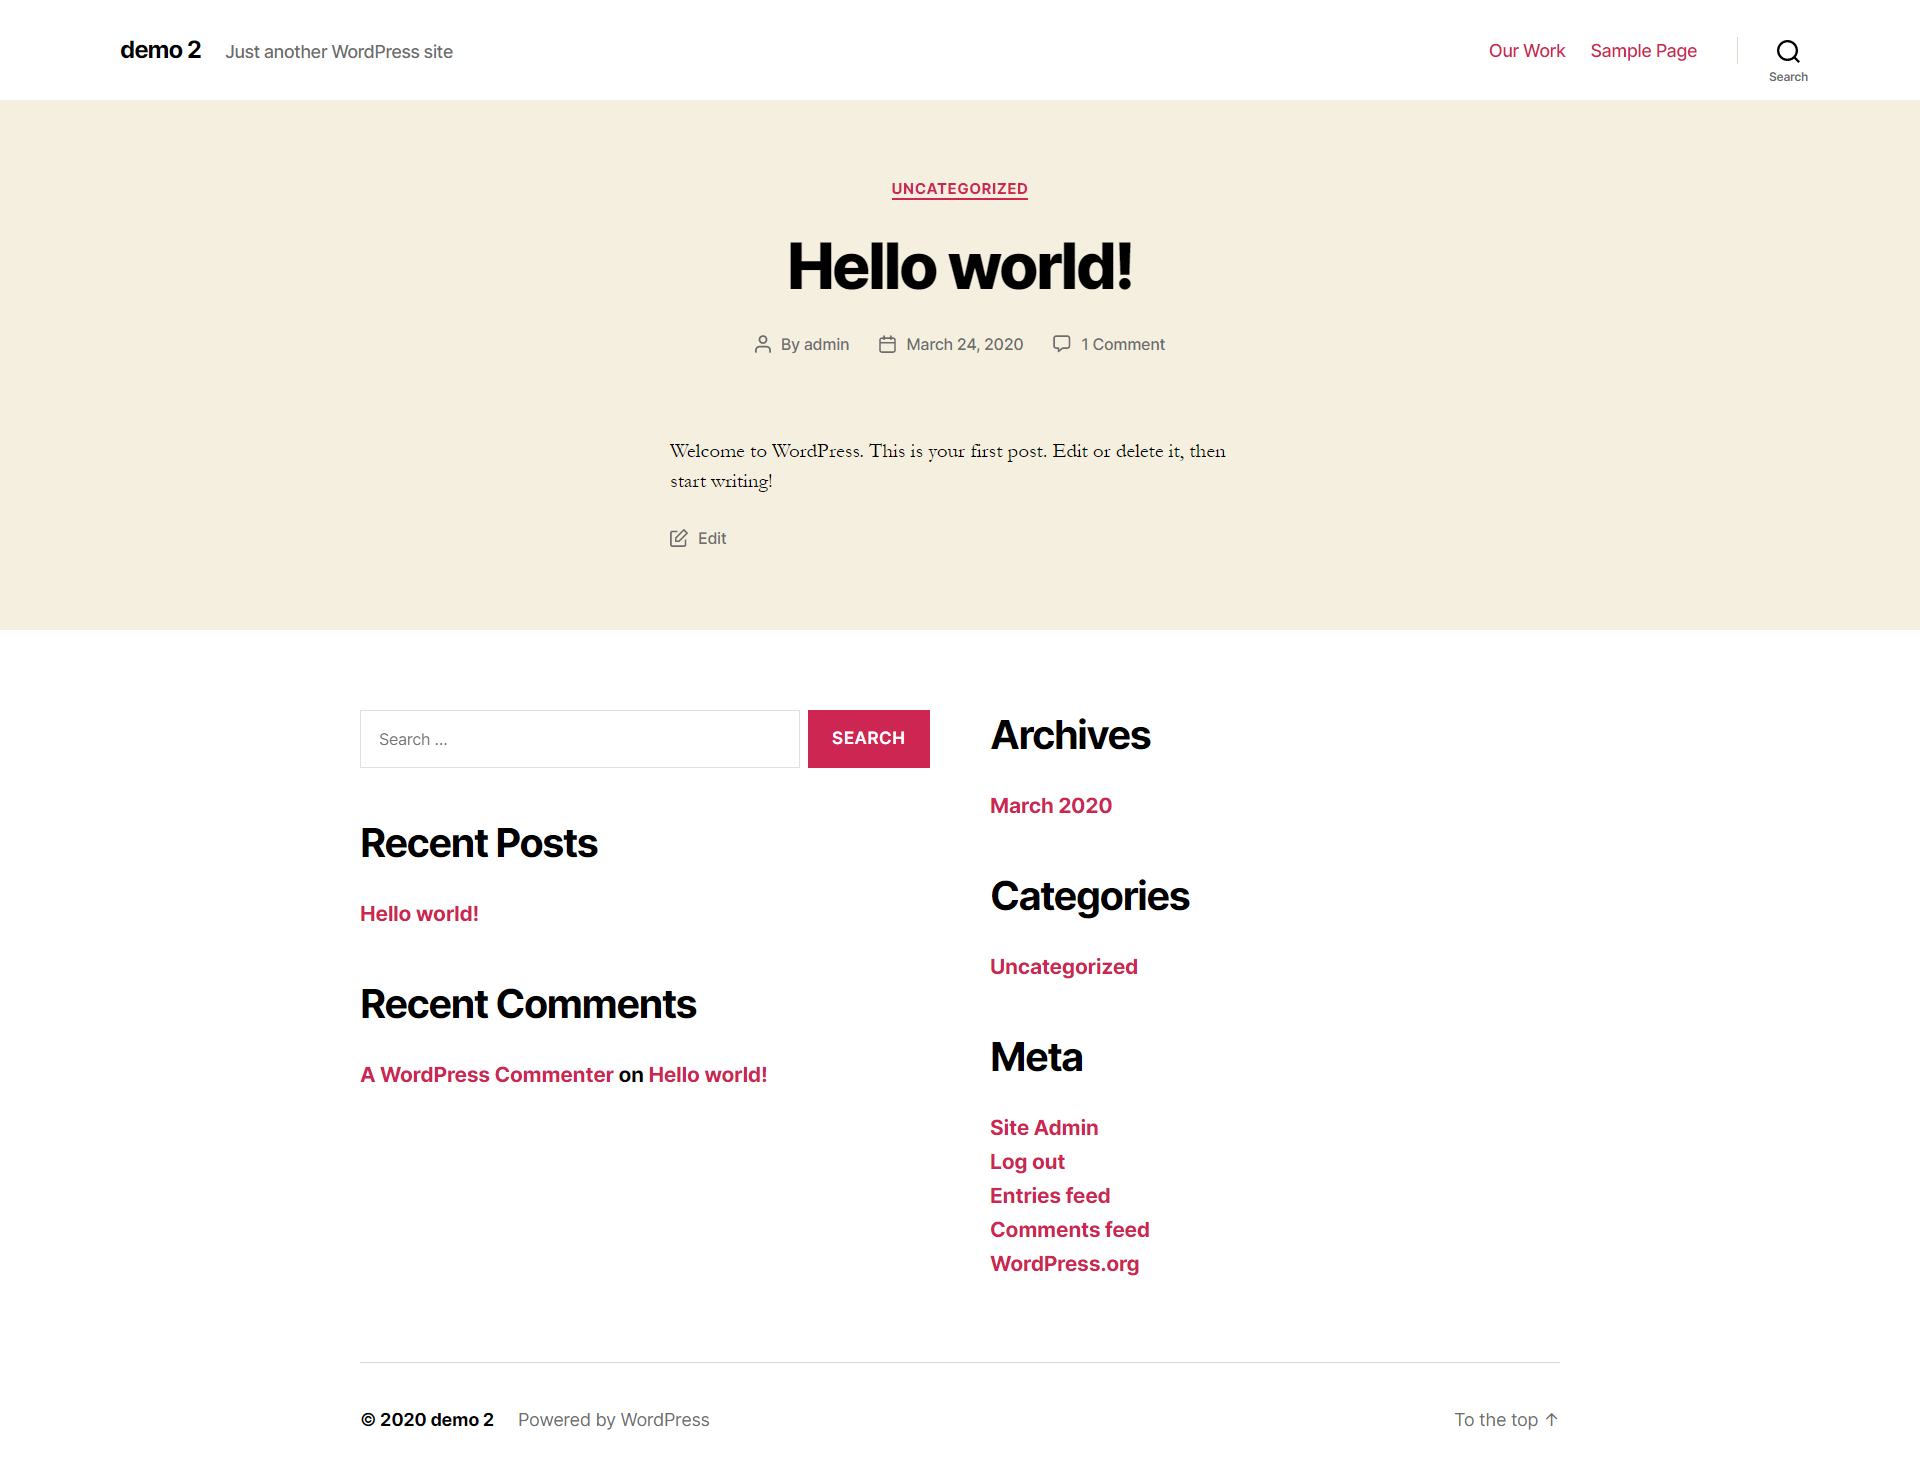 demo 2
Just another WordPress site
Our Work
Sample Page
Search
UNCATEGORIZED
Hello world!
By admin
March 24, 2020
1 Comment
Welcome to WordPress. This is your first post. Edit or delete it, then
start writing!
Edit
Search …
SEARCH
Recent Posts
Hello world!
Recent Comments
A WordPress Commenter on Hello world!
Archives
March 2020
Categories
Uncategorized
Meta
Site Admin
Log out
Entries feed
Comments feed
WordPress.org
© 2020 demo 2
Powered by WordPress
To the top ↑